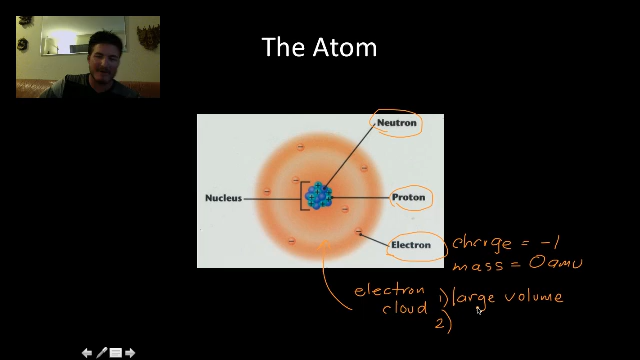 The Atom
Neutron
Nucleus
Proton
Electron
charge = -1
mass = 0 amu
electron cloud
1) large volume
2)